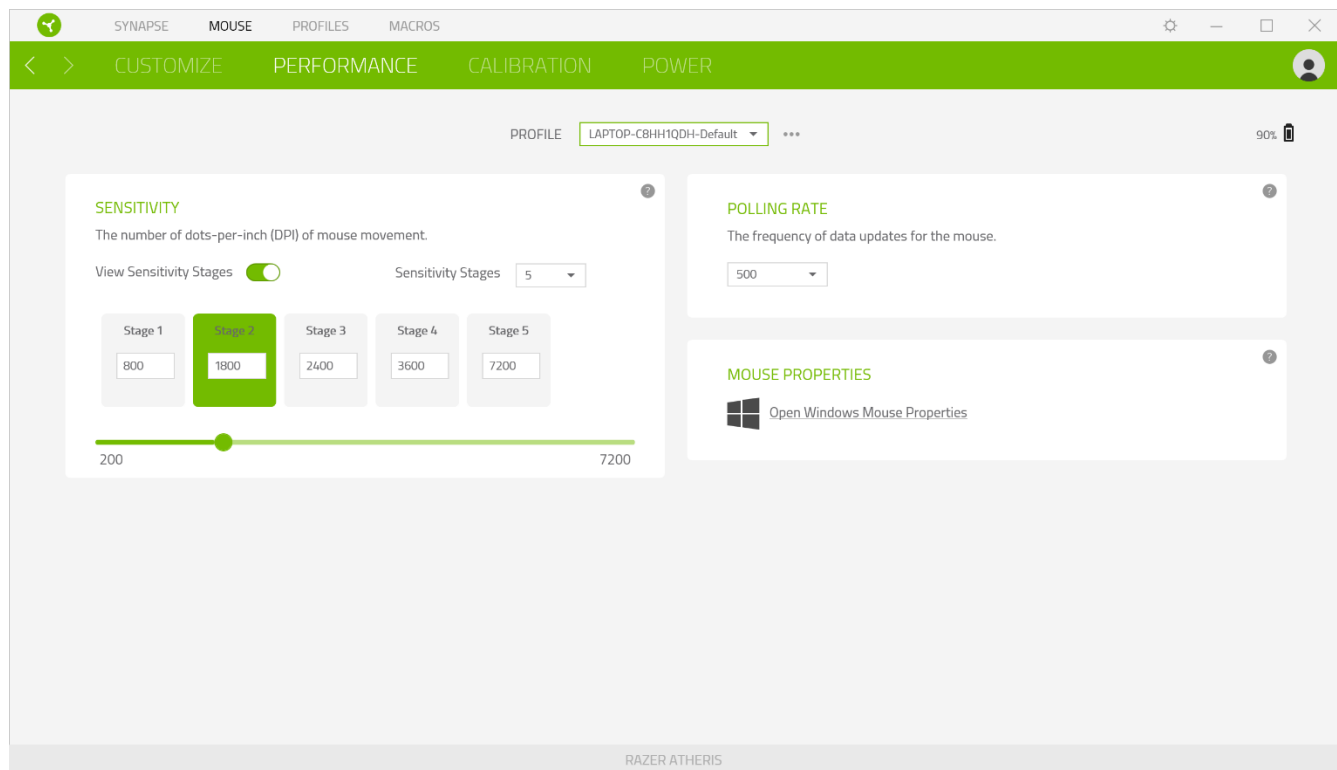 SYNAPSE MOUSE PROFILES MACROS
CUSTOMIZE PERFORMANCE CALIBRATION POWER
PROFILE LAPTOP-C8HH1QDH-Default ••• 90%
SENSITIVITY ?
The number of dots-per-inch (DPI) of mouse movement.
View Sensitivity Stages Sensitivity Stages 5
Stage 1 Stage 2 Stage 3 Stage 4 Stage 5
800 1800 2400 3600 7200
200 7200
POLLING RATE ?
The frequency of data updates for the mouse.
500
MOUSE PROPERTIES ?
Open Windows Mouse Properties
RAZER ATHERIS